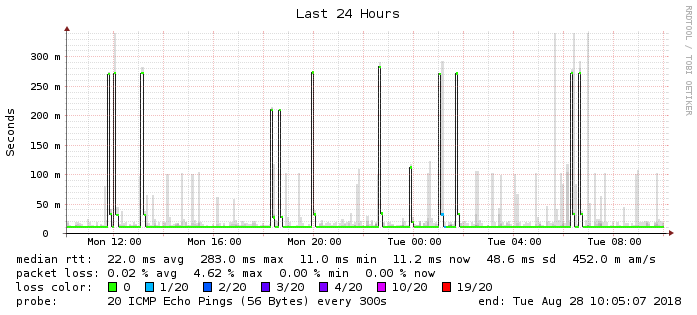 Last 24 Hours
RRDTOOL / TOBI OETIKER
Seconds
300 m
250 m
200 m
150 m
100 m
50 m
0
Mon 12:00 Mon 16:00 Mon 20:00 Tue 00:00 Tue 04:00 Tue 08:00
median rtt: 22.0 ms avg 283.0 ms max 11.0 ms min 11.2 ms now 48.6 ms sd 452.0 m am/s
packet loss: 0.02 % avg 4.62 % max 0.00 % min 0.00 % now
loss color: 0 1/20 2/20 3/20 4/20 10/20 19/20
probe: 20 ICMP Echo Pings (56 Bytes) every 300s end: Tue Aug 28 10:05:07 2018